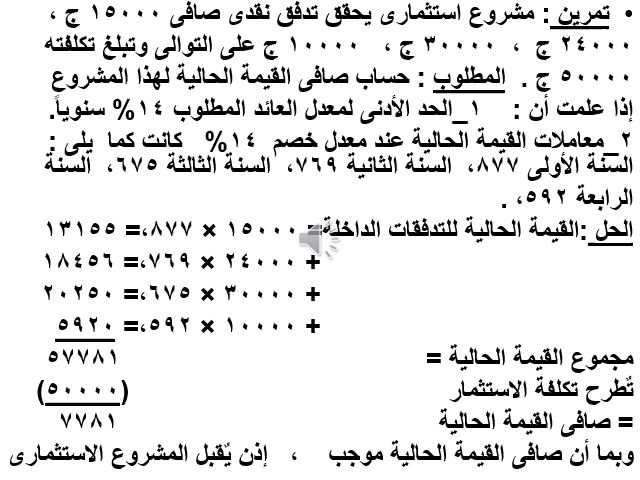 • تمرين : مشروع استثمارى يحقق تدفق نقدى صافى ١٥٠٠٠ ج ،
٢٤٠٠٠ ج ، ٣٠٠٠٠ ج ، ١٠٠٠٠ ج على التوالى وتبلغ تكلفته
٥٠٠٠٠ ج . المطلوب : حساب صافى القيمة الحالية لهذا المشروع
إذا علمت أن : ١_الحد الأدنى لمعدل العائد المطلوب ١٤% سنوياً.
٢_معاملات القيمة الحالية عند معدل خصم ١٤% كانت كما يلى :
السنة الأولى ٨٧٧، السنة الثانية ٧٦٩، السنة الثالثة ٦٧٥، السنة
الرابعة ٥٩٢، .
الحل :القيمة الحالية للتدفقات الداخلة= ١٥٠٠٠ × ٨٧٧،= ١٣١٥٥
+ ٢٤٠٠٠ × ٧٦٩،= ١٨٤٥٦
+ ٣٠٠٠٠ × ٦٧٥،= ٢٠٢٥٠
+ ١٠٠٠٠ × ٥٩٢،= ٥٩٢٠
مجموع القيمة الحالية = ٥٧٧٨١
تُطرح تكلفة الاستثمار (٥٠٠٠٠)
= صافى القيمة الحالية ٧٧٨١
وبما أن صافى القيمة الحالية موجب ، إذن يٌقبل المشروع الاستثمارى